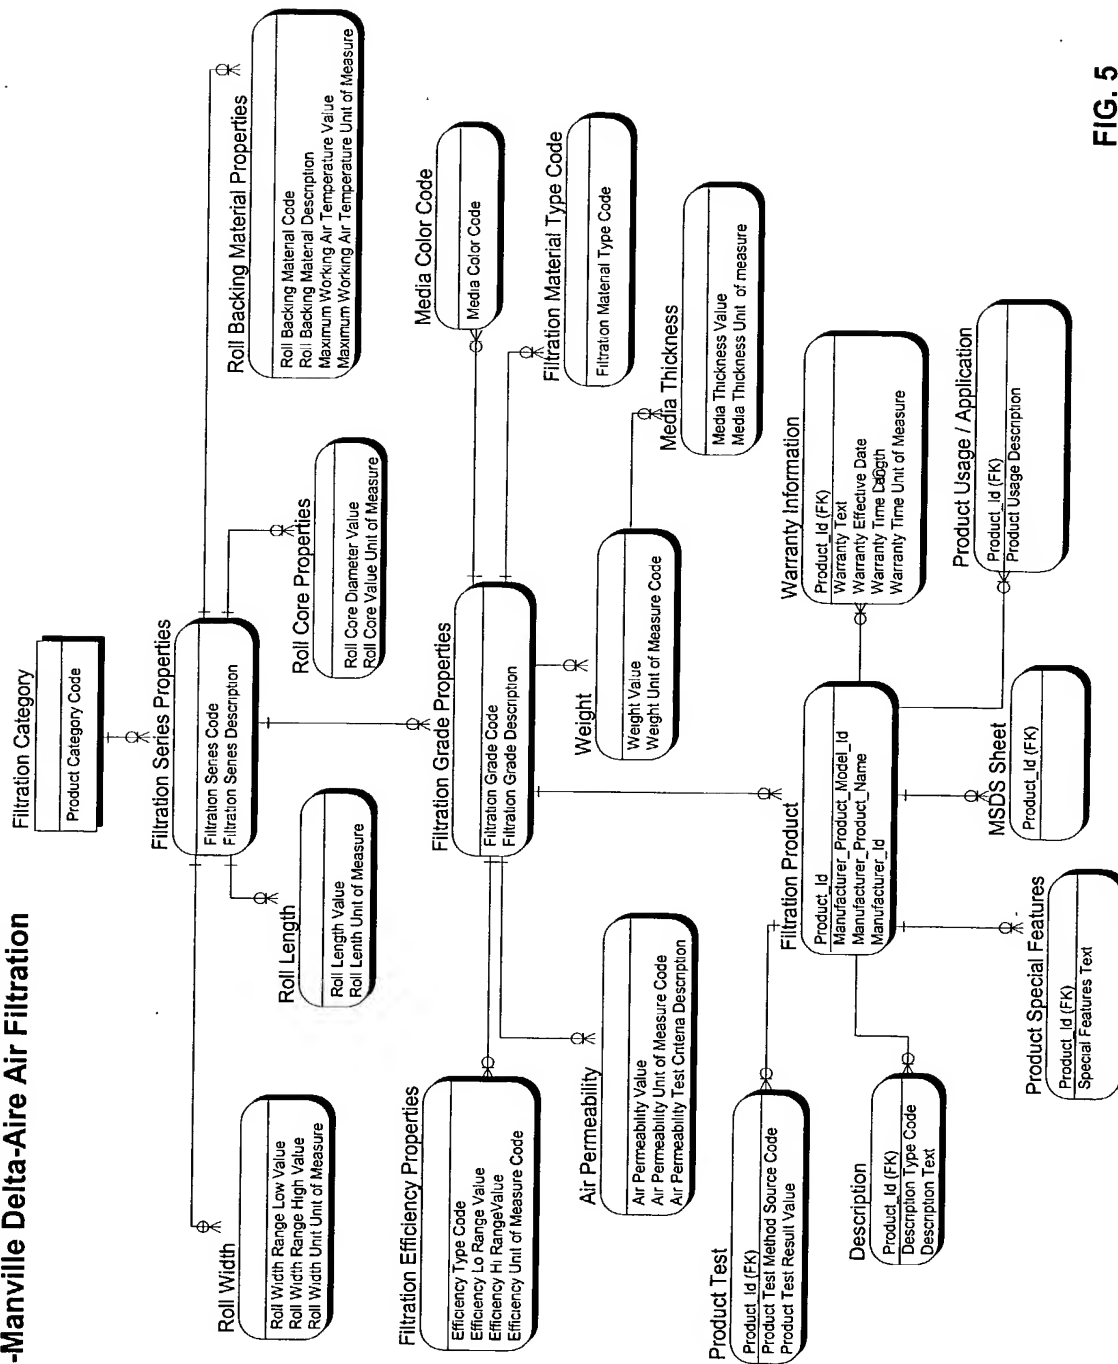 -Manville Delta-Aire Air Filtration
Filtration Category
Product Category Code
Filtration Series Properties
Filtration Series Code
Filtration Series Description
Roll Width
Roll Width Range Low Value
Roll Width Range High Value
Roll Width Unit Unit of Measure
Roll Length
Roll Length Value
Roll Lenth Unit of Measure
Roll Core Properties
Roll Core Diameter Value
Roll Core Value Unit of Measure
Roll Backing Material Properties
Roll Backing Material Code
Roll Backing Material Description
Maximum Working Air Temperature Value
Maximum Working Air Temperature Unit of Measure
Filtration Efficiency Properties
Efficiency Type Code
Efficiency Lo Range Value
Efficiency Hi RangeValue
Efficiency Unit of Measure Code
Filtration Grade Properties
Filtration Grade Code
Filtration Grade Description
Media Color Code
Media Color Code
Filtration Material Type Code
Filtration Material Type Code
Air Permeability
Air Permeability Value
Air Permeability Unit of Measure Code
Air Permeability Test Criteria Description
Weight
Weight Value
Weight Unit of Measure Code
Media Thickness
Media Thickness Value
Media Thickness Unit of measure
Product Test
Product_Id (FK)
Product Test Method Source Code
Product Test Result Value
Filtration Product
Product_Id
Manufacturer_Product_Model_Id
Manufacturer_Product_Name
Manufacturer_Id
Warranty Information
Product_Id (FK)
Warranty Text
Warranty Effective Date
Warranty Time Length
Warranty Time Unit of Measure
Description
Product_Id (FK)
Description Type Code
Description Text
Product Special Features
Product_Id (FK)
Special Features Text
MSDS Sheet
Product_Id (FK)
Product Usage / Application
Product_Id (FK)
Product Usage Description
FIG. 5